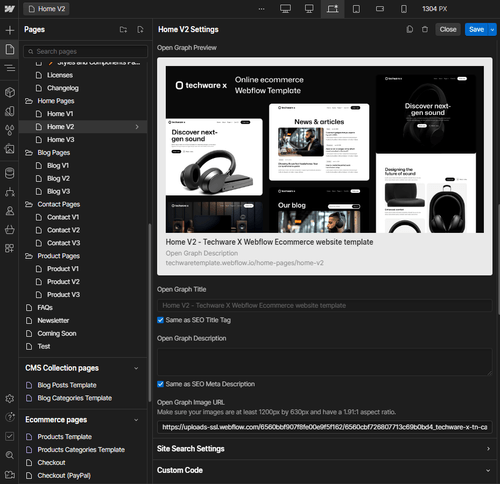 Home V2
1304 PX
Pages
Search pages
Styles and Components Pa...
Licenses
Changelog
Home Pages
Home V1
Home V2
Home V3
Blog Pages
Blog V1
Blog V2
Blog V3
Contact Pages
Contact V1
Contact V2
Contact V3
Product Pages
Product V1
Product V2
Product V3
FAQs
Newsletter
Coming Soon
Test
CMS Collection pages
Blog Posts Template
Blog Categories Template
Ecommerce pages
Products Template
Products Categories Template
Checkout
Checkout (PayPal)
Home V2 Settings
Close
Save
Open Graph Preview
techware x
Online ecommerce
Webflow Template
Discover next-
gen sound
News & articles
Our blog
Discover next-
gen sound
Designing the
future of sound
Home V2 - Techware X Webflow Ecommerce website template
Open Graph Description
techwaretemplate.webflow.io/home-pages/home-v2
Open Graph Title
Home V2 - Techware X Webflow Ecommerce website template
Same as SEO Title Tag
Open Graph Description
Same as SEO Meta Description
Open Graph Image URL
Make sure your images are at least 1200px by 630px and have a 1.91:1 aspect ratio.
https://uploads-ssl.webflow.com/6560bbf907f8fe00e9f5f162/6560cbf726807713c69b0bd4_techware-x-tn-ca
Site Search Settings
Custom Code